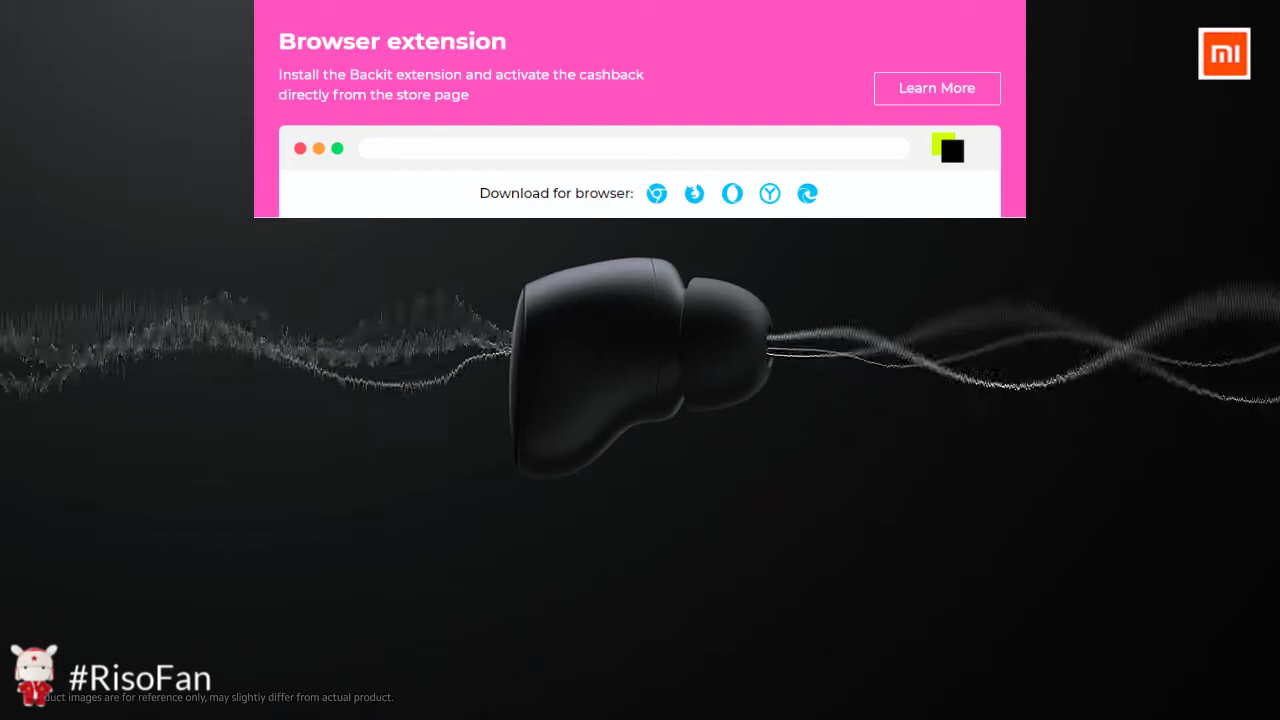 Browser extension
Install the Backit extension and activate the cashback
directly from the store page
Learn More
Download for browser:
#RisoFan
duct images are for reference only, may slightly differ from actual product.